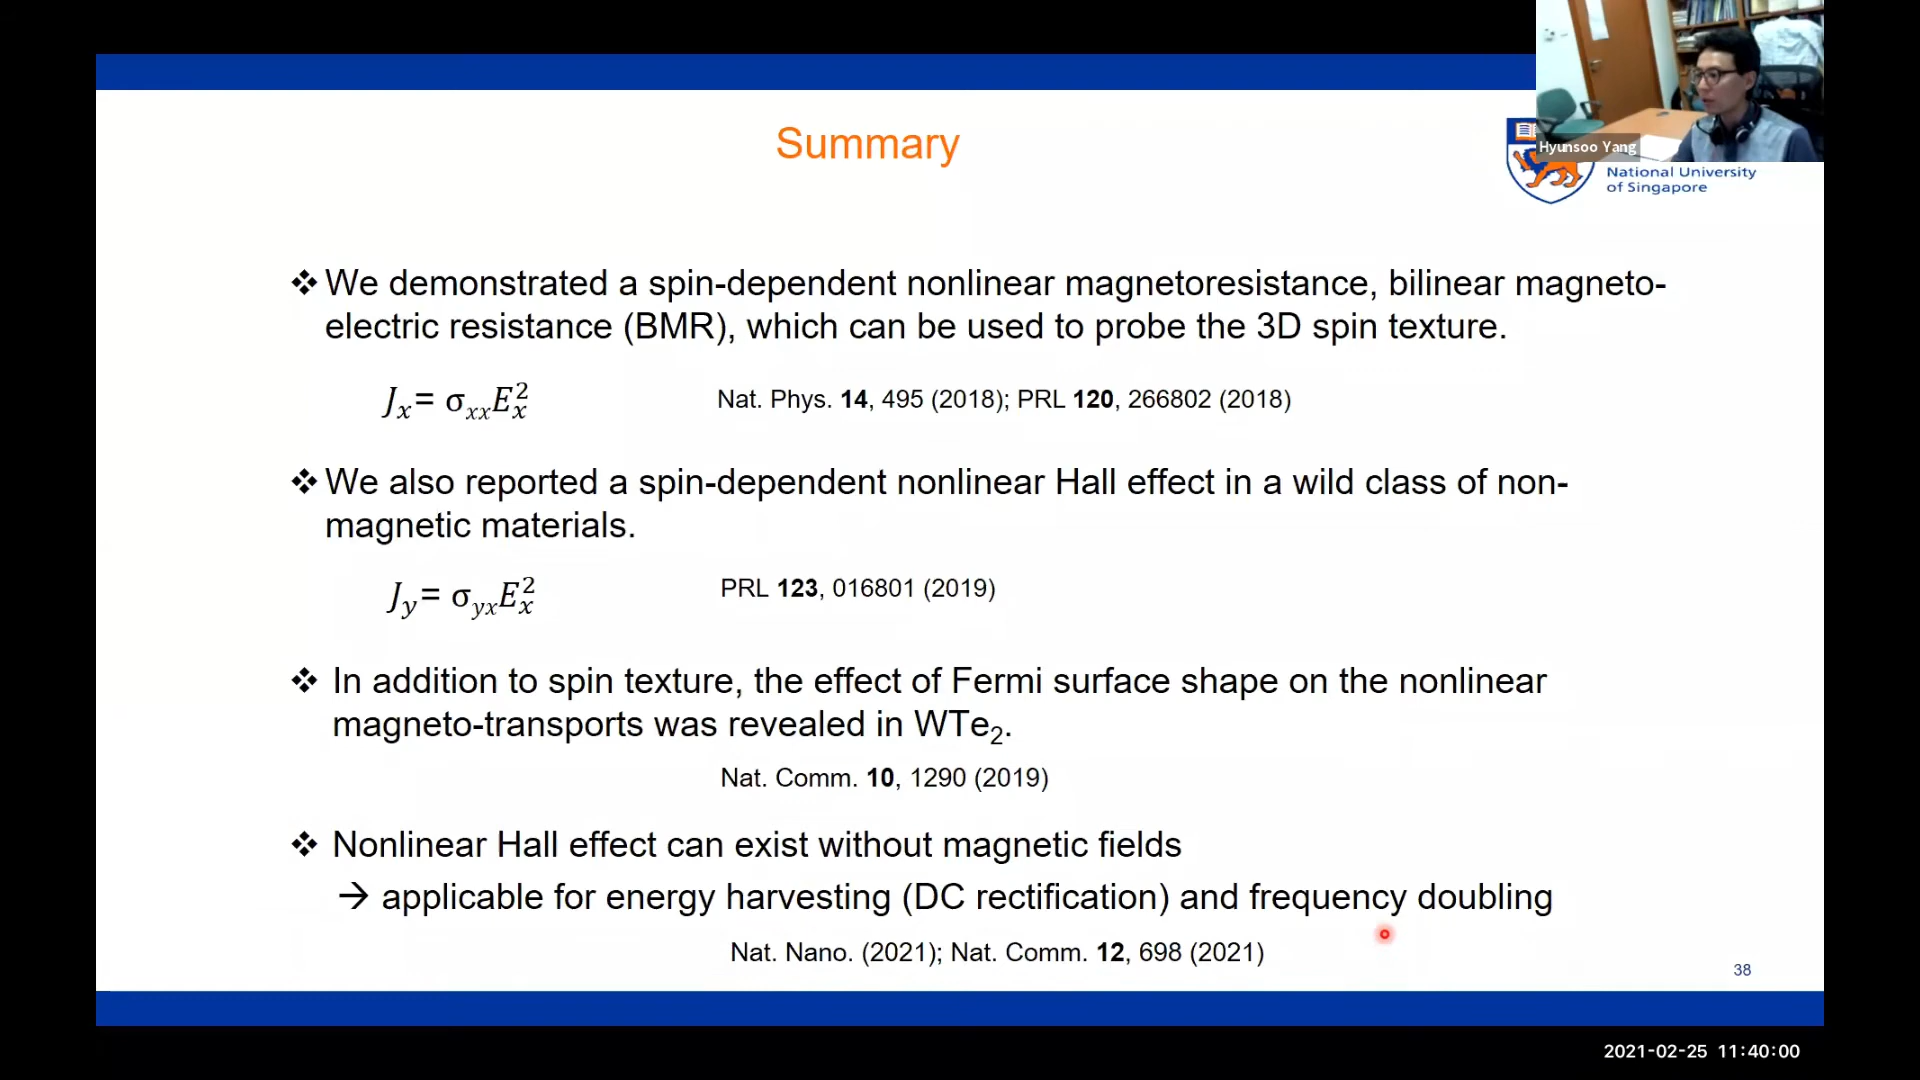 Hyunsoo Yang
Summary
National University
of Singapore
❖ We demonstrated a spin-dependent nonlinear magnetoresistance, bilinear magneto-
electric resistance (BMR), which can be used to probe the 3D spin texture.
Jₓ= σₓₓEₓ² Nat. Phys. 14, 495 (2018); PRL 120, 266802 (2018)
❖ We also reported a spin-dependent nonlinear Hall effect in a wild class of non-
magnetic materials.
J_y= σ_yxEₓ² PRL 123, 016801 (2019)
❖ In addition to spin texture, the effect of Fermi surface shape on the nonlinear
magneto-transports was revealed in WTe₂.
Nat. Comm. 10, 1290 (2019)
❖ Nonlinear Hall effect can exist without magnetic fields
→ applicable for energy harvesting (DC rectification) and frequency doubling
Nat. Nano. (2021); Nat. Comm. 12, 698 (2021)
38
2021-02-25 11:40:00